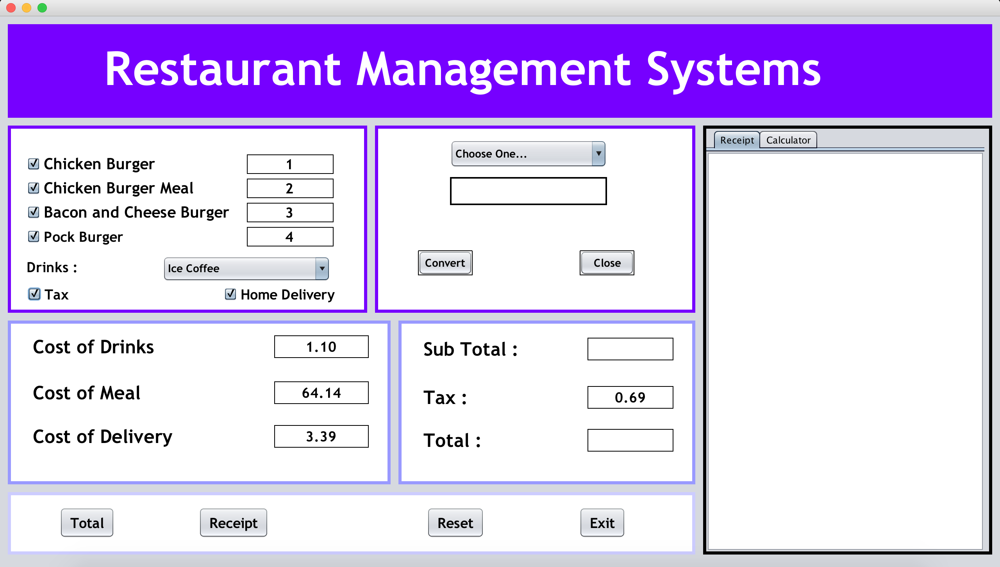 Restaurant Management Systems
Chicken Burger 1
Chicken Burger Meal 2
Bacon and Cheese Burger 3
Pock Burger 4
Drinks : Ice Coffee
Tax Home Delivery
Choose One...
Convert Close
Receipt Calculator
Cost of Drinks 1.10
Cost of Meal 64.14
Cost of Delivery 3.39
Sub Total :
Tax : 0.69
Total :
Total Receipt Reset Exit